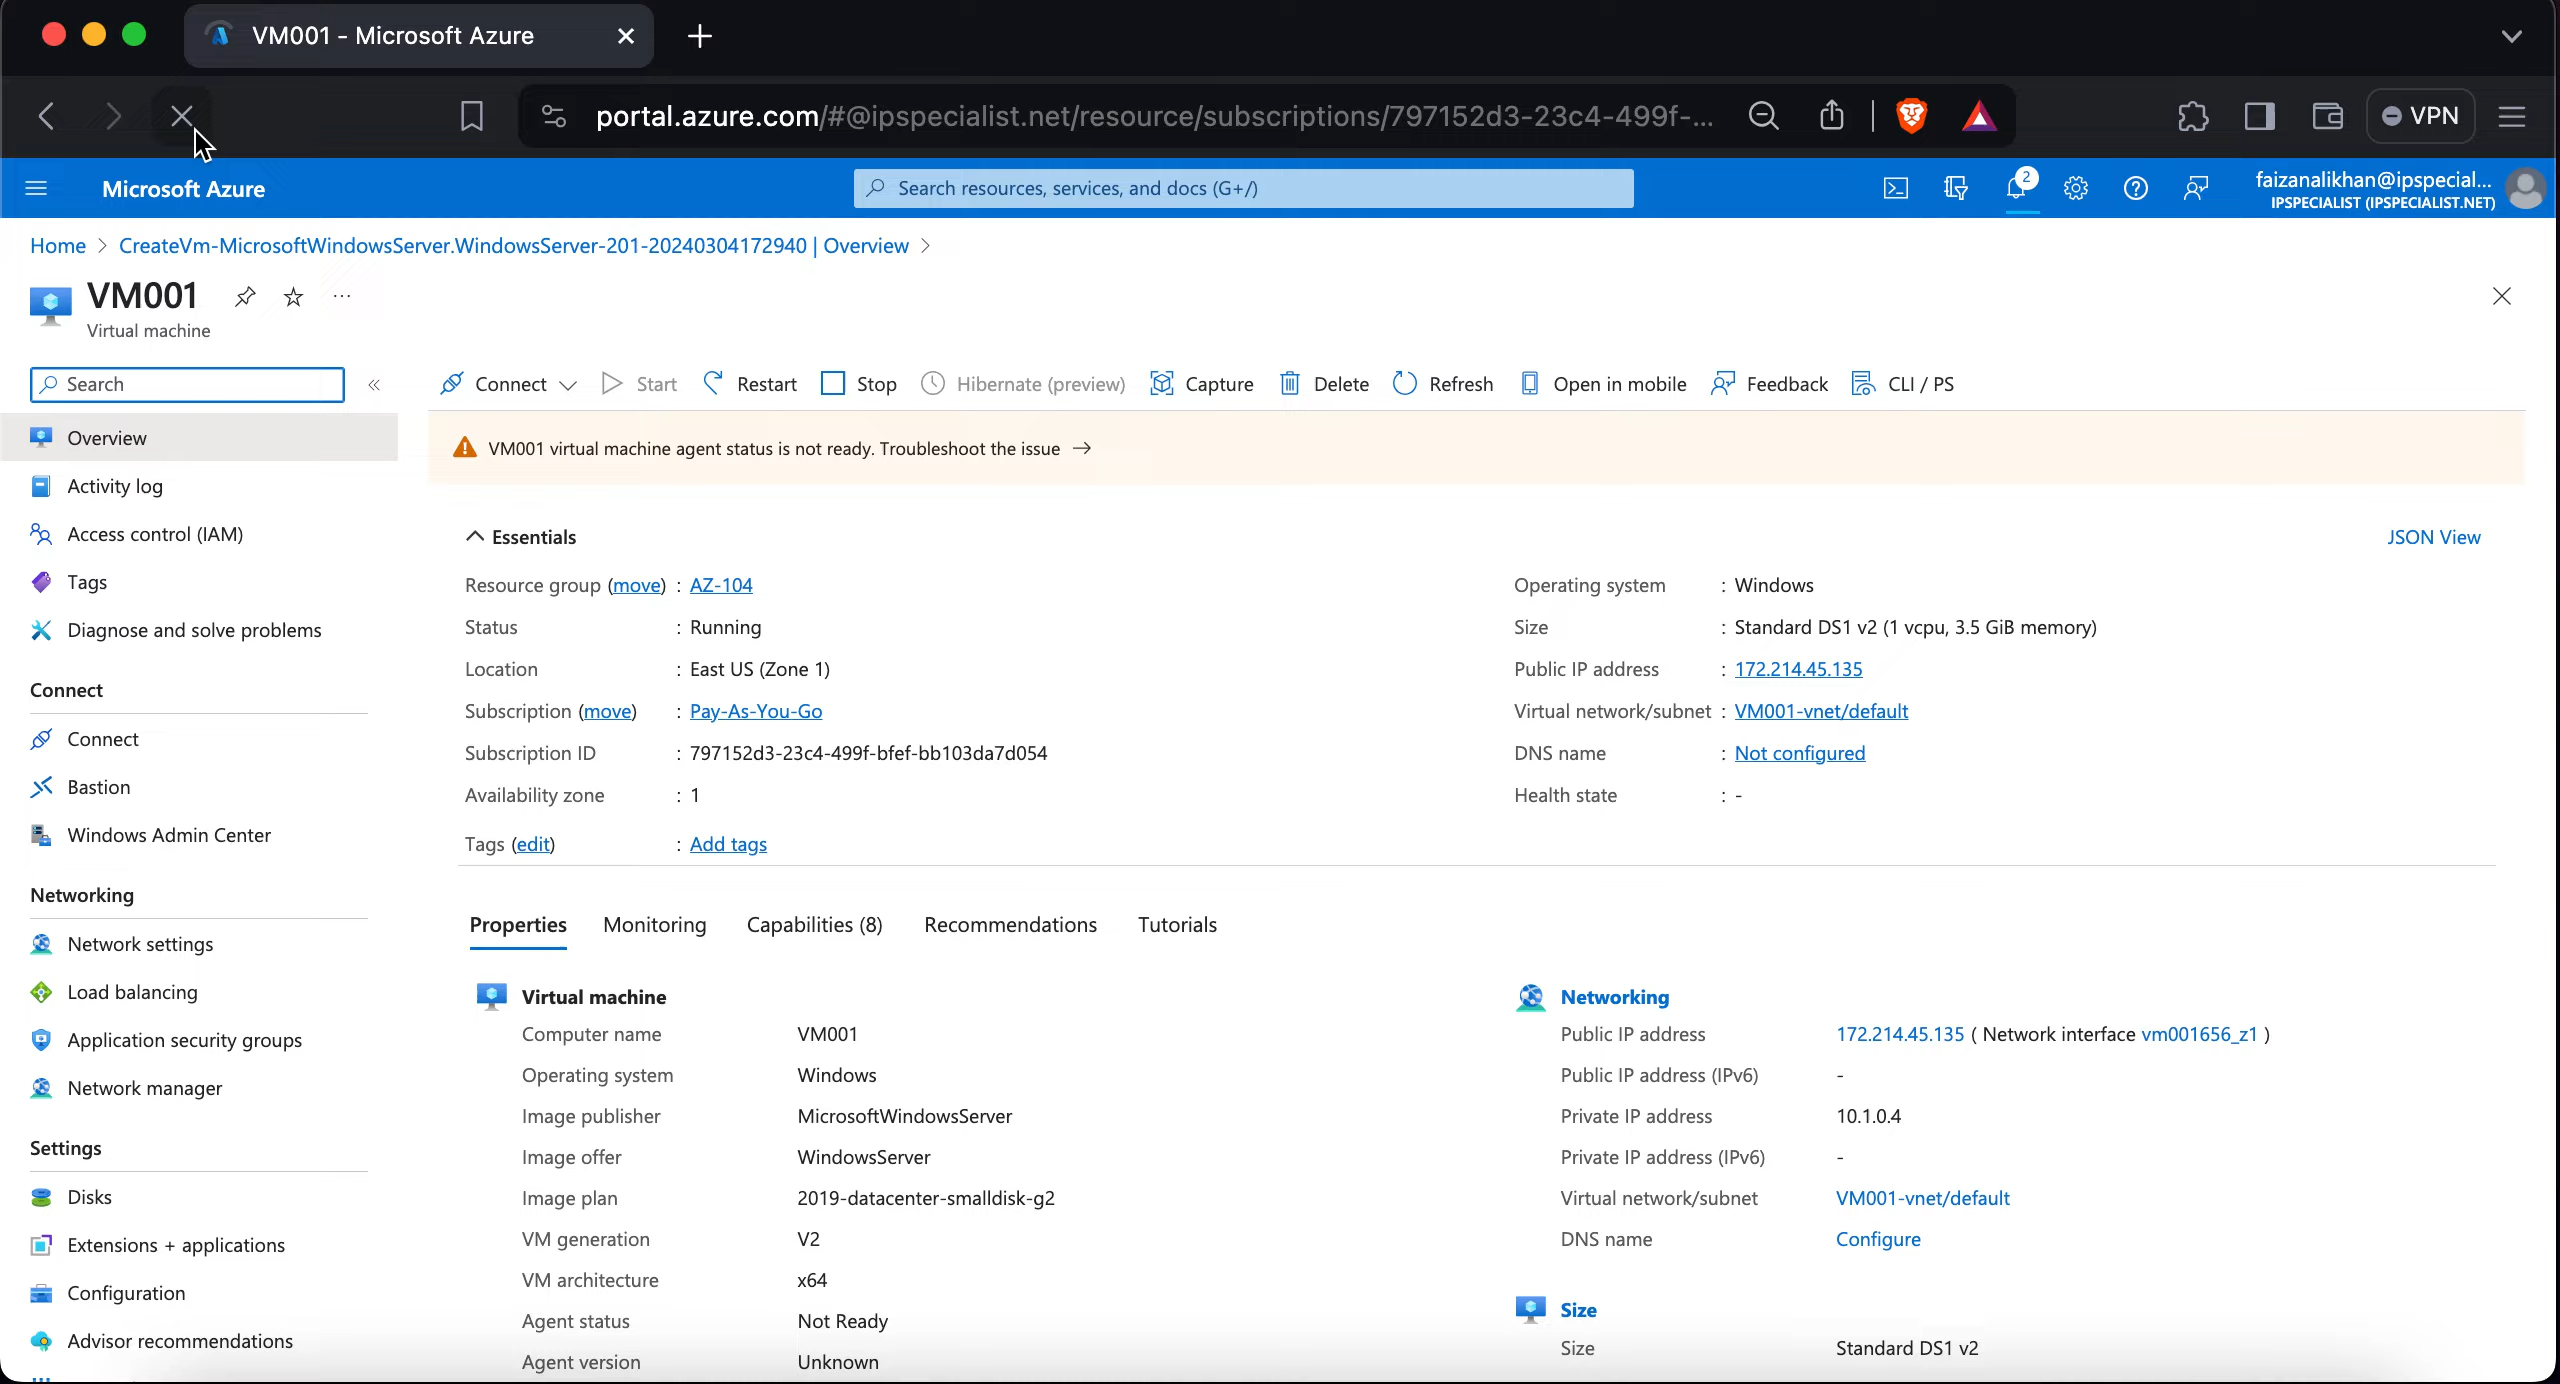 VM001 - Microsoft Azure
portal.azure.com/#@ipspecialist.net/resource/subscriptions/797152d3-23c4-499f-...
VPN
Microsoft Azure
Search resources, services, and docs (G+/)
2
faizanalikhan@ipspecial...
IPSPECIALIST (IPSPECIALIST.NET)
Home > CreateVm-MicrosoftWindowsServer.WindowsServer-201-20240304172940 | Overview >
VM001
Virtual machine
Search
Connect
Start
Restart
Stop
Hibernate (preview)
Capture
Delete
Refresh
Open in mobile
Feedback
CLI / PS
Overview
Activity log
Access control (IAM)
Tags
Diagnose and solve problems
Connect
Connect
Bastion
Windows Admin Center
Networking
Network settings
Load balancing
Application security groups
Network manager
Settings
Disks
Extensions + applications
Configuration
Advisor recommendations
VM001 virtual machine agent status is not ready. Troubleshoot the issue →
Essentials
JSON View
Resource group (move) : AZ-104
Status : Running
Location : East US (Zone 1)
Subscription (move) : Pay-As-You-Go
Subscription ID : 797152d3-23c4-499f-bfef-bb103da7d054
Availability zone : 1
Tags (edit) : Add tags
Operating system : Windows
Size : Standard DS1 v2 (1 vcpu, 3.5 GiB memory)
Public IP address : 172.214.45.135
Virtual network/subnet : VM001-vnet/default
DNS name : Not configured
Health state : -
Properties
Monitoring
Capabilities (8)
Recommendations
Tutorials
Virtual machine
Computer name VM001
Operating system Windows
Image publisher MicrosoftWindowsServer
Image offer WindowsServer
Image plan 2019-datacenter-smalldisk-g2
VM generation V2
VM architecture x64
Agent status Not Ready
Agent version Unknown
Networking
Public IP address 172.214.45.135 ( Network interface vm001656_z1 )
Public IP address (IPv6) -
Private IP address 10.1.0.4
Private IP address (IPv6) -
Virtual network/subnet VM001-vnet/default
DNS name Configure
Size
Size Standard DS1 v2